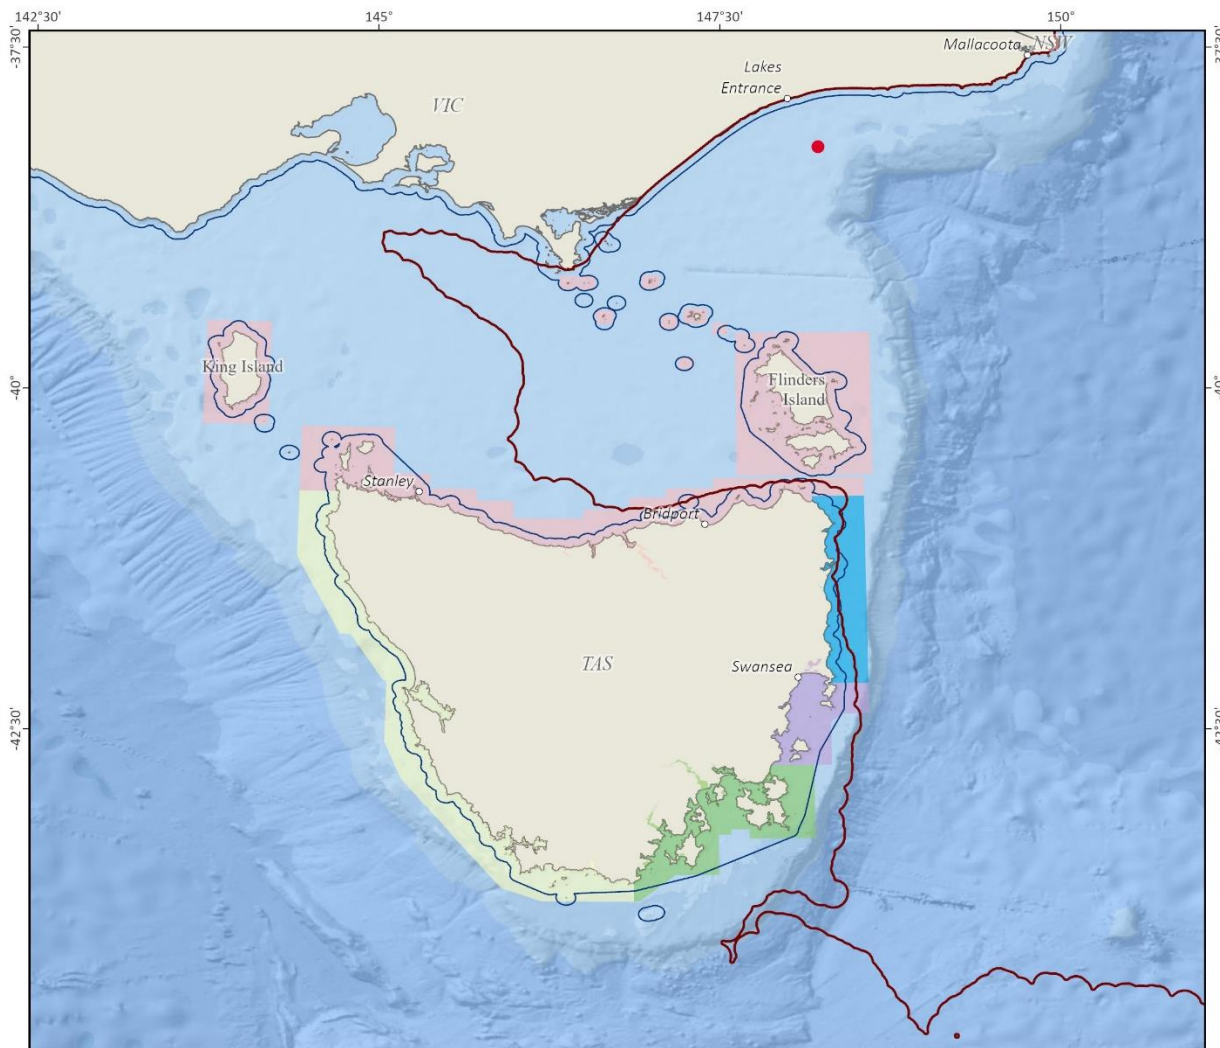 142°30'
145°
147°30'
150°
-37°30'
-37°30'
Mallacoota
NSW
Lakes
Entrance
VIC
King Island
Flinders
Island
-40°
-40°
Stanley
Bridport
TAS
Swansea
-42°30'
-42°30'